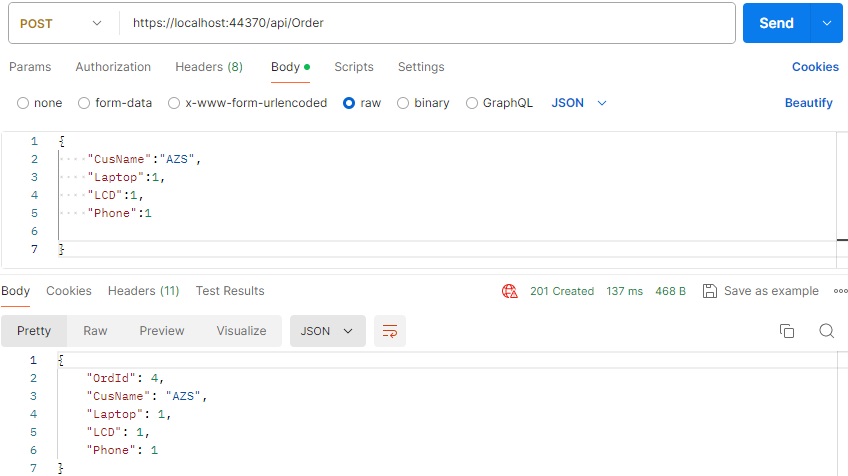 POST https://localhost:44370/api/Order Send
Params Authorization Headers (8) Body Scripts Settings Cookies
none form-data x-www-form-urlencoded raw binary GraphQL JSON Beautify
1 {
2 "CusName":"AZS",
3 "Laptop":1,
4 "LCD":1,
5 "Phone":1
6
7 }
Body Cookies Headers (11) Test Results 201 Created 137 ms 468 B Save as example
Pretty Raw Preview Visualize JSON
1 {
2 "OrdId": 4,
3 "CusName": "AZS",
4 "Laptop": 1,
5 "LCD": 1,
6 "Phone": 1
7 }